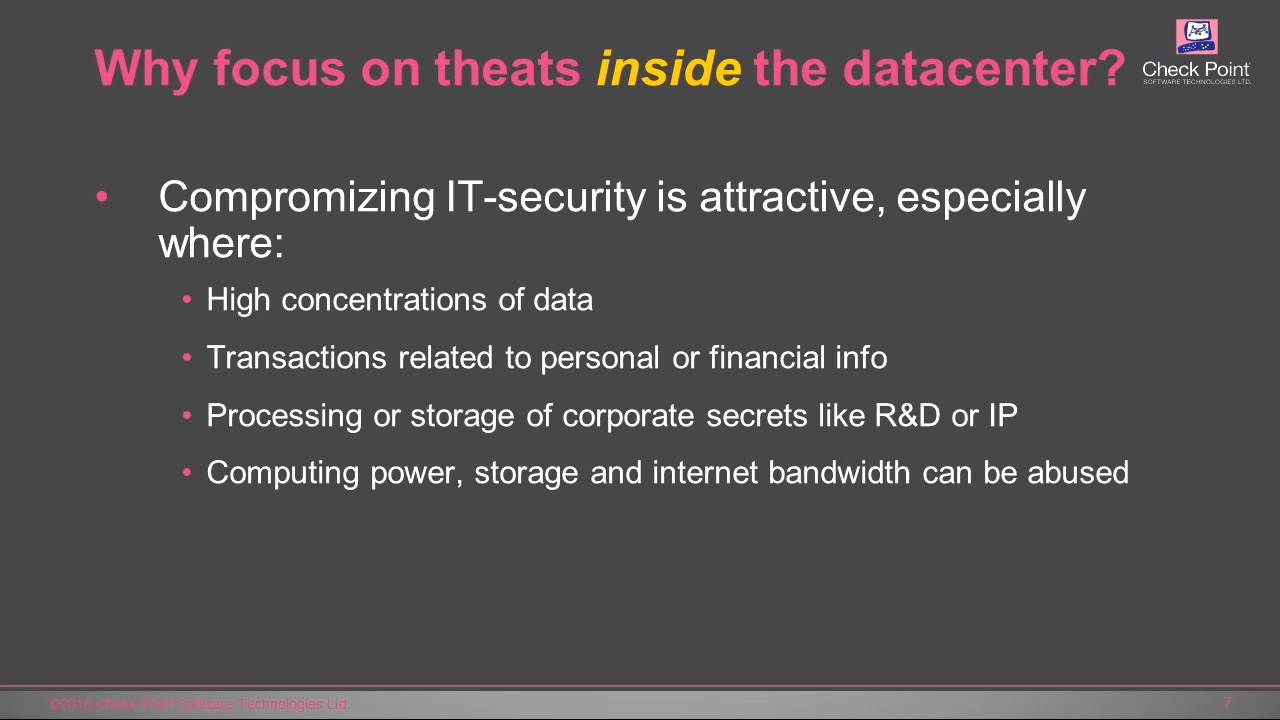 Why focus on theats inside the datacenter?
Check Point
SOFTWARE TECHNOLOGIES LTD.
• Compromizing IT-security is attractive, especially
where:
• High concentrations of data
• Transactions related to personal or financial info
• Processing or storage of corporate secrets like R&D or IP
• Computing power, storage and internet bandwidth can be abused
©2016 Check Point Software Technologies Ltd.
7